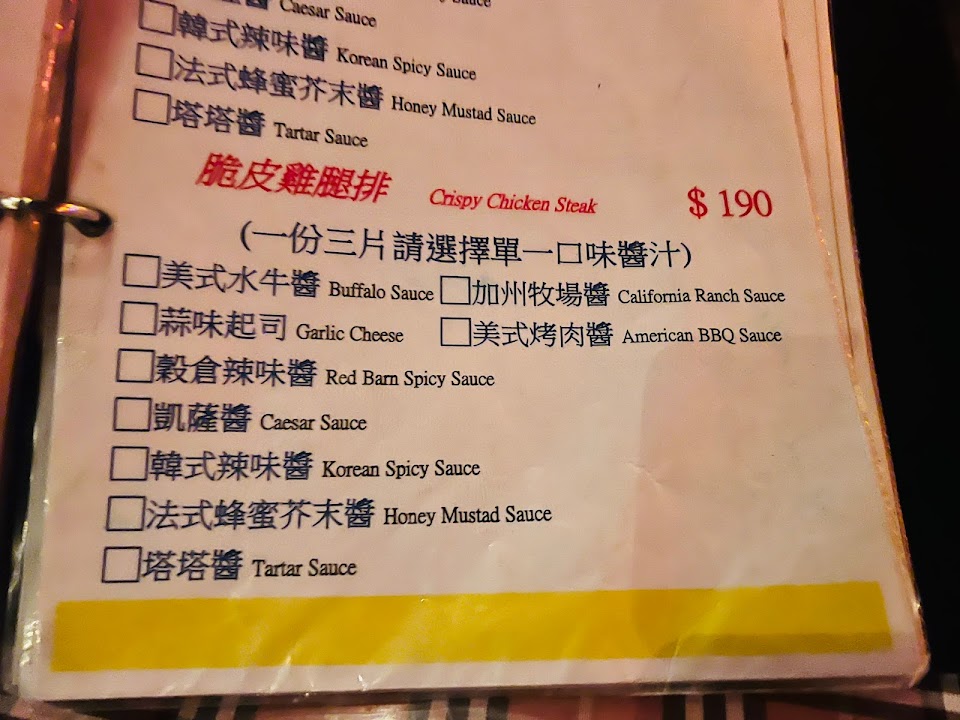 醬 Caesar Sauce
□韓式辣味醬 Korean Spicy Sauce
□法式蜂蜜芥末醬 Honey Mustad Sauce
□塔塔醬 Tartar Sauce
脆皮雞腿排 Crispy Chicken Steak $190
(一份三片請選擇單一口味醬汁)
□美式水牛醬 Buffalo Sauce □加州牧場醬 California Ranch Sauce
□蒜味起司 Garlic Cheese □美式烤肉醬 American BBQ Sauce
□穀倉辣味醬 Red Barn Spicy Sauce
□凱薩醬 Caesar Sauce
□韓式辣味醬 Korean Spicy Sauce
□法式蜂蜜芥末醬 Honey Mustad Sauce
□塔塔醬 Tartar Sauce